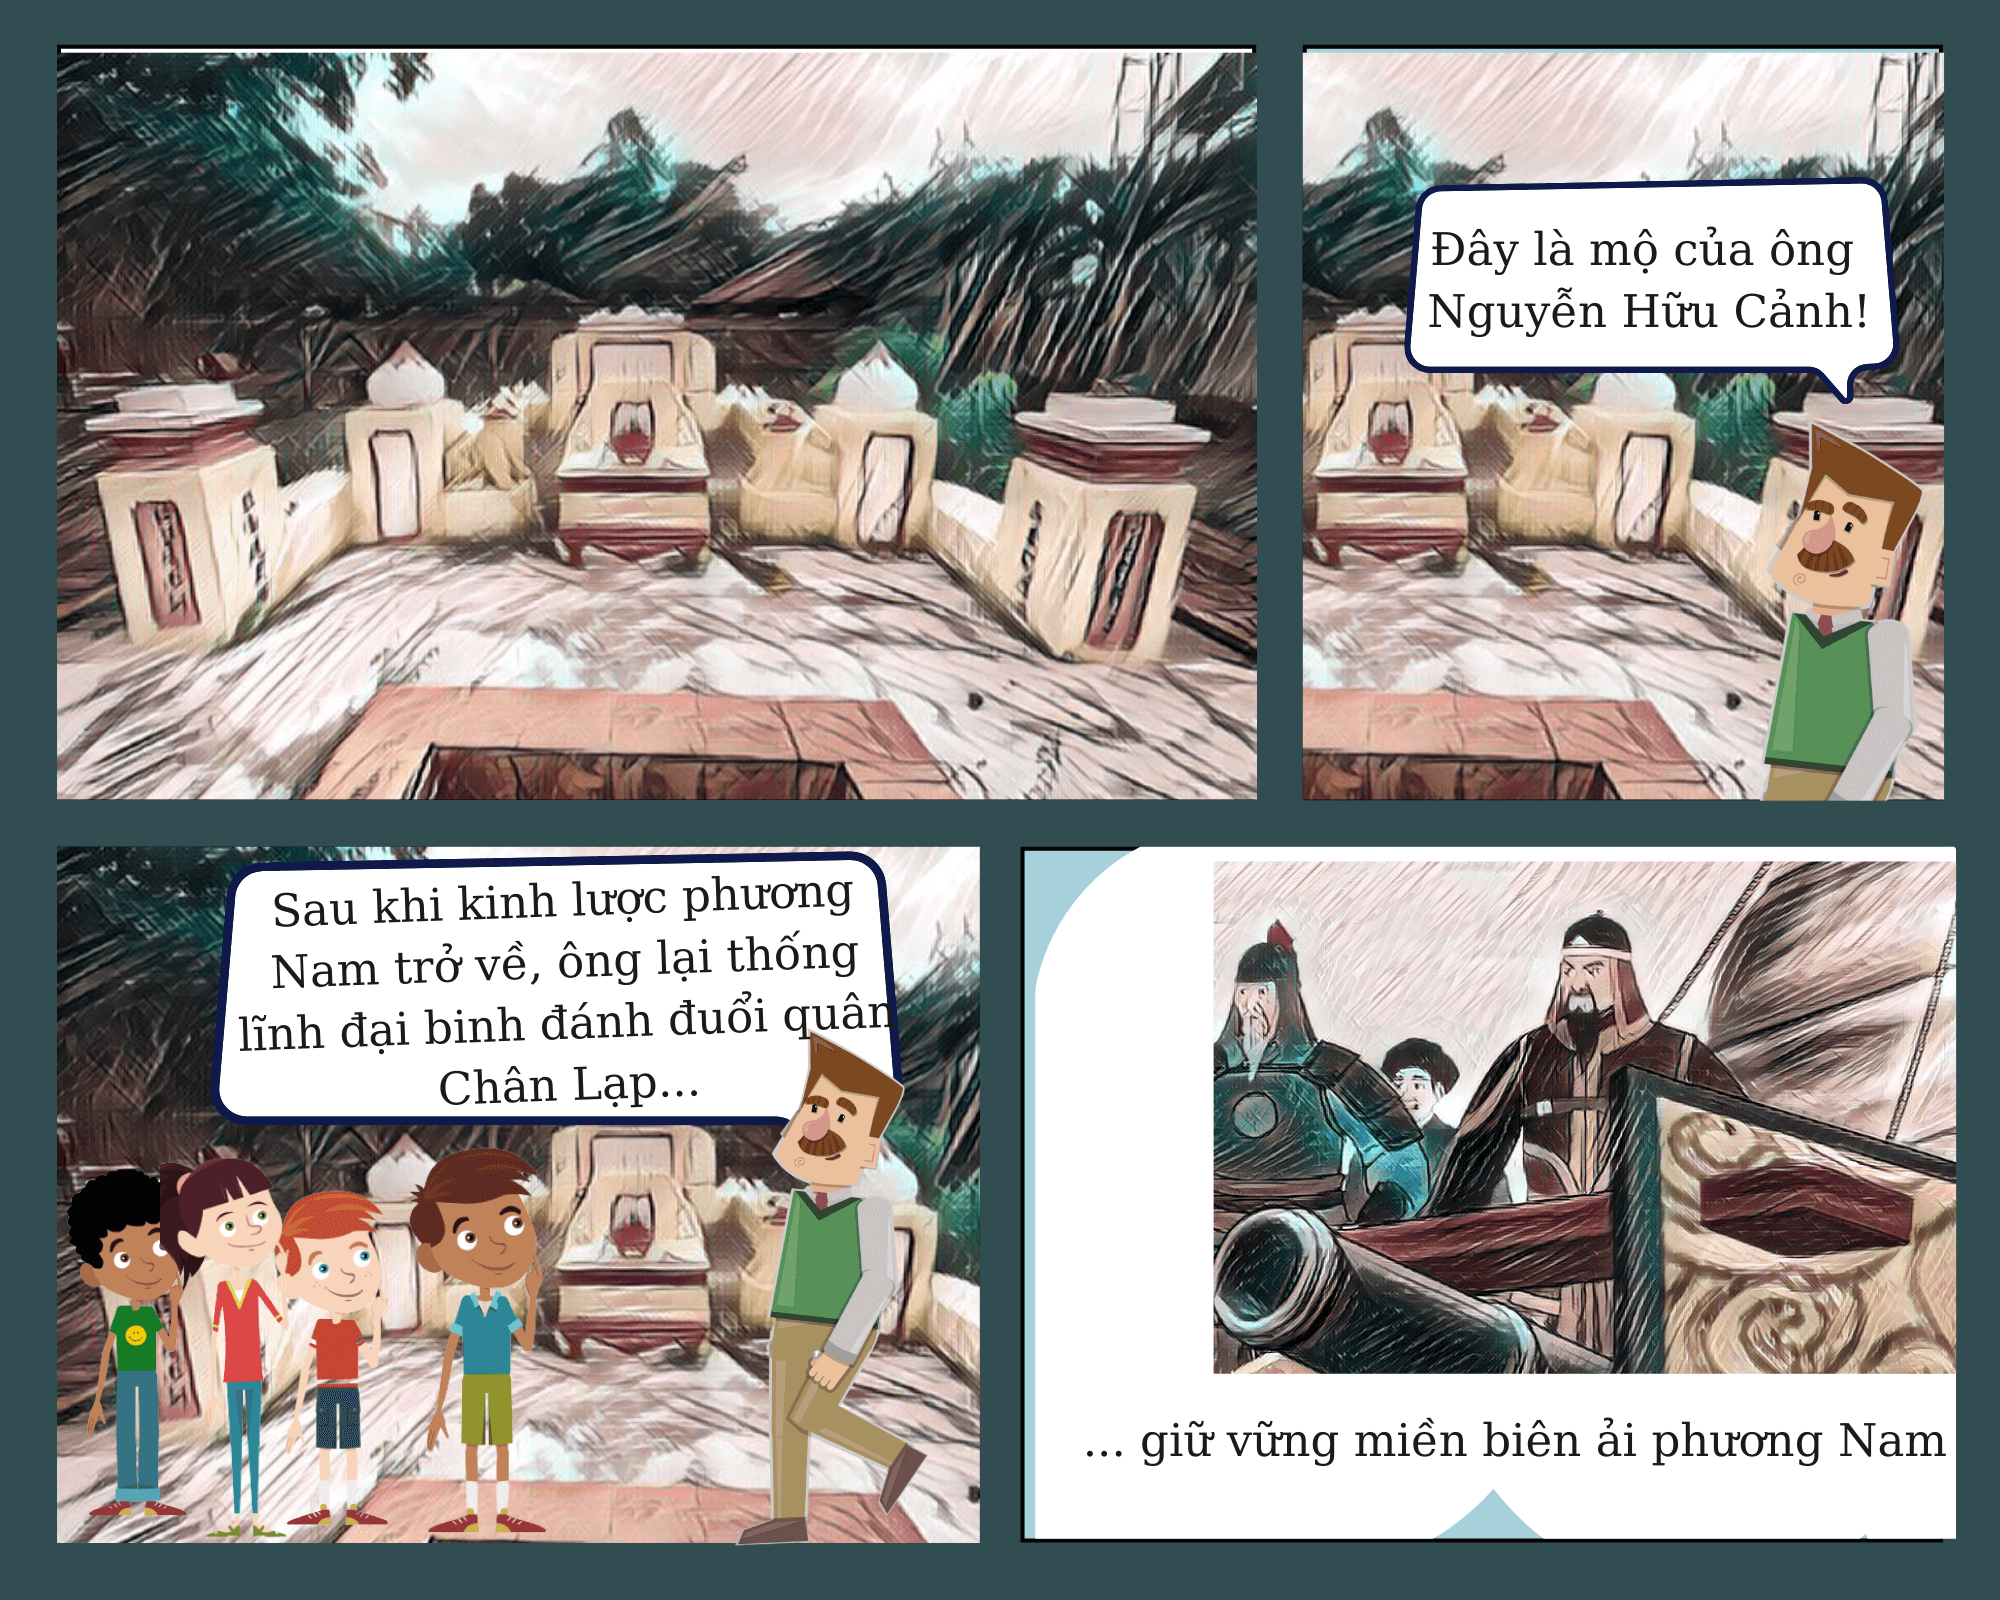 Đây là mộ của ông
Nguyễn Hữu Cảnh!
Sau khi kinh lược phương
Nam trở về, ông lại thống
lĩnh đại binh đánh đuổi quân
Chân Lạp...
... giữ vững miền biên ải phương Nam